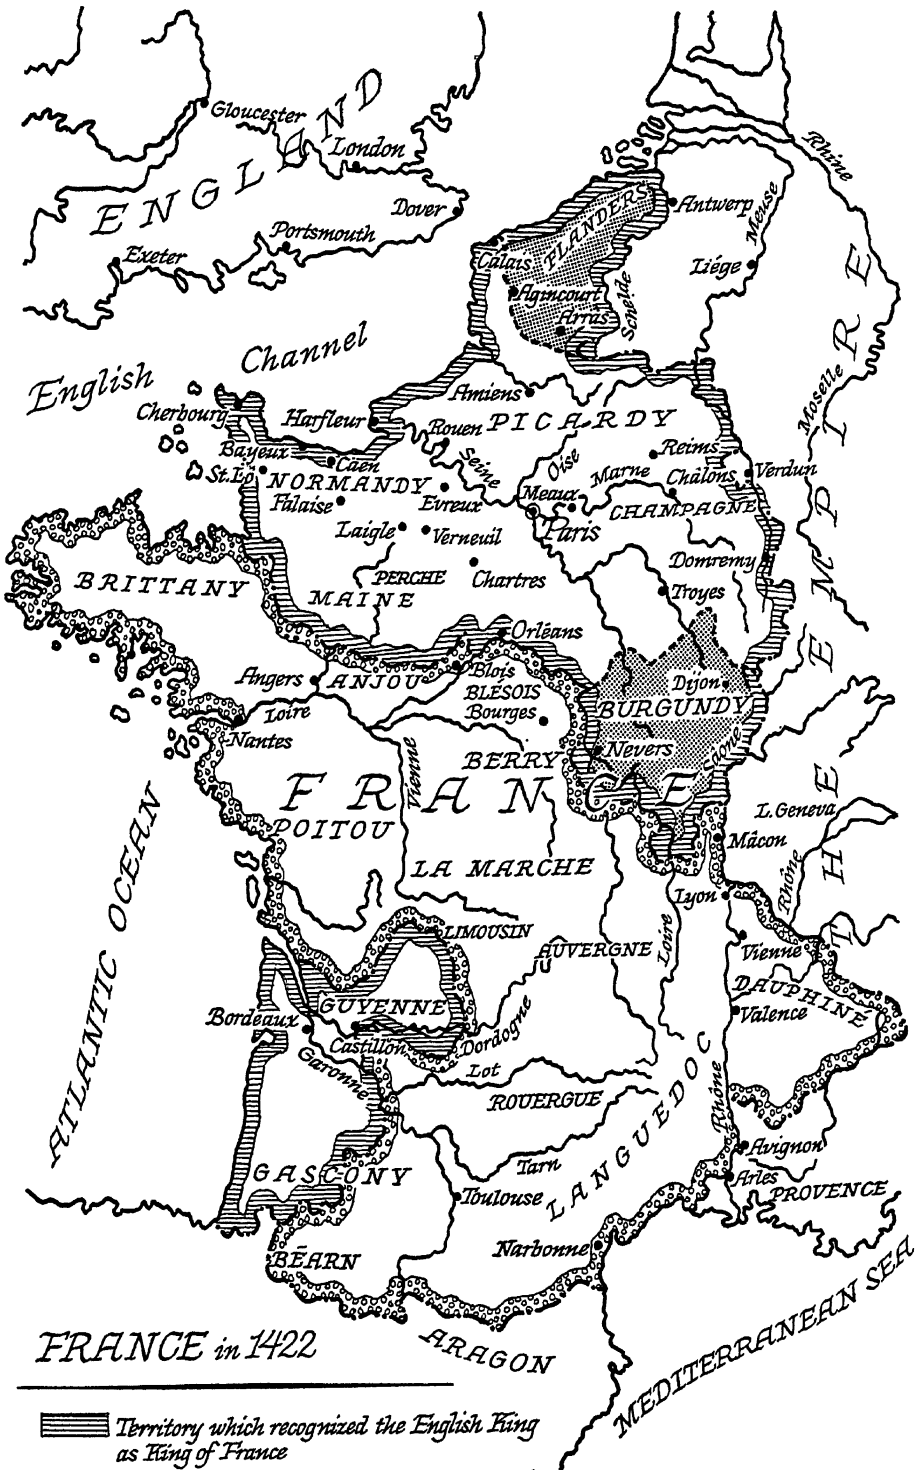 Gloucester
ENGLAND
London
Rhine
Dover
Portsmouth
Exeter
FLANDERS
Antwerp
Meuse
Calais
Liége
Agincourt
Schelde
Arras
English Channel
THE EMPIRE
Moselle
Cherbourg
Harfleur
Amiens
PICARDY
Rouen
Bayeux
Caen
Seine
Oise
Reims
St. Lô
NORMANDY
Marne
Châlons
Verdun
Falaise
Evreux
Meaux
CHAMPAGNE
Laigle
Verneuil
Paris
Domremy
BRITTANY
PERCHE
Chartres
Troyes
MAINE
Orléans
Angers
ANJOU
Blois
BLÉSOIS
Dijon
Loire
Bourges
BURGUNDY
Nantes
Nevers
Saone
Vienne
BERRY
FRANCE
L. Geneva
POITOU
Mâcon
LA MARCHE
Rhône
Lyon
ATLANTIC OCEAN
LIMOUSIN
AUVERGNE
Loire
Vienne
DAUPHINÉ
GUYENNE
Valence
Bordeaux
Castillon
Dordogne
Garonne
Lot
ROUERGUE
LANGUEDOC
Rhône
Avignon
GASCONY
Tarn
Arles
PROVENCE
Toulouse
Narbonne
BÉARN
ARAGON
MEDITERRANEAN SEA
FRANCE in 1422
Territory which recognized the English King
as King of France